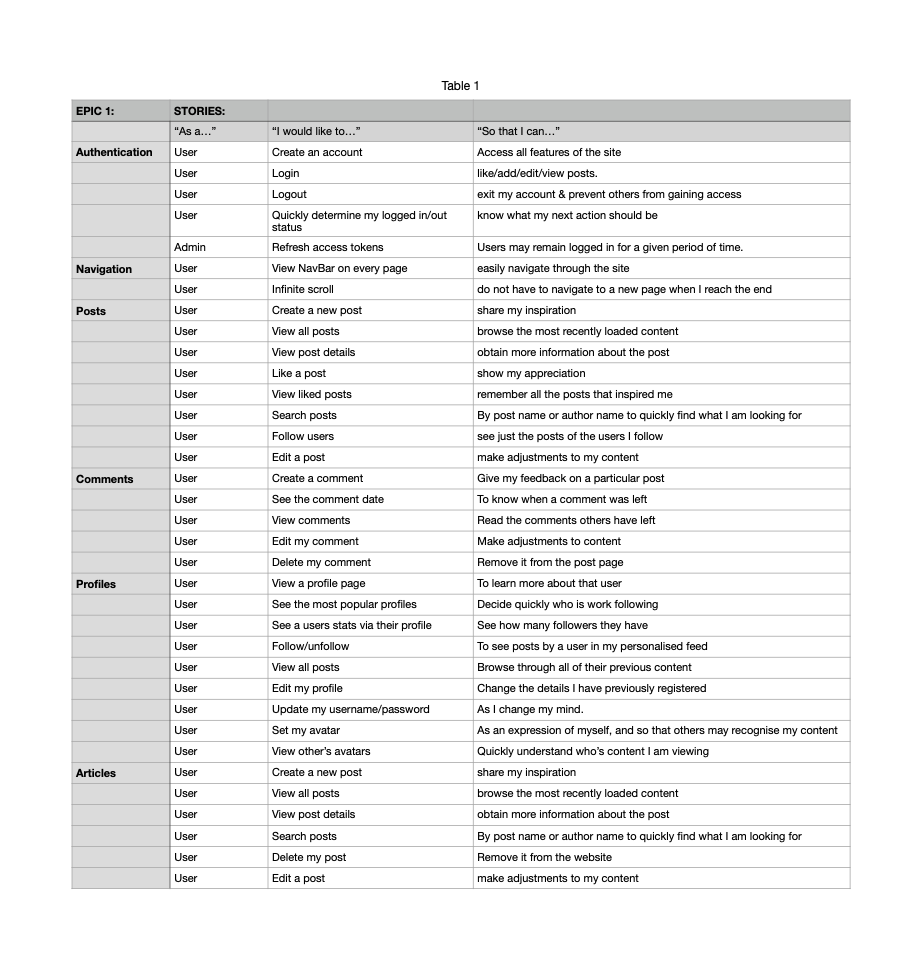 Table 1
EPIC 1: STORIES:
“As a…” “I would like to…” “So that I can…”
Authentication User Create an account Access all features of the site
User Login like/add/edit/view posts.
User Logout exit my account & prevent others from gaining access
User Quickly determine my logged in/out know what my next action should be
status
Admin Refresh access tokens Users may remain logged in for a given period of time.
Navigation User View NavBar on every page easily navigate through the site
User Infinite scroll do not have to navigate to a new page when I reach the end
Posts User Create a new post share my inspiration
User View all posts browse the most recently loaded content
User View post details obtain more information about the post
User Like a post show my appreciation
User View liked posts remember all the posts that inspired me
User Search posts By post name or author name to quickly find what I am looking for
User Follow users see just the posts of the users I follow
User Edit a post make adjustments to my content
Comments User Create a comment Give my feedback on a particular post
User See the comment date To know when a comment was left
User View comments Read the comments others have left
User Edit my comment Make adjustments to content
User Delete my comment Remove it from the post page
Profiles User View a profile page To learn more about that user
User See the most popular profiles Decide quickly who is work following
User See a users stats via their profile See how many followers they have
User Follow/unfollow To see posts by a user in my personalised feed
User View all posts Browse through all of their previous content
User Edit my profile Change the details I have previously registered
User Update my username/password As I change my mind.
User Set my avatar As an expression of myself, and so that others may recognise my content
User View other’s avatars Quickly understand who’s content I am viewing
Articles User Create a new post share my inspiration
User View all posts browse the most recently loaded content
User View post details obtain more information about the post
User Search posts By post name or author name to quickly find what I am looking for
User Delete my post Remove it from the website
User Edit a post make adjustments to my content